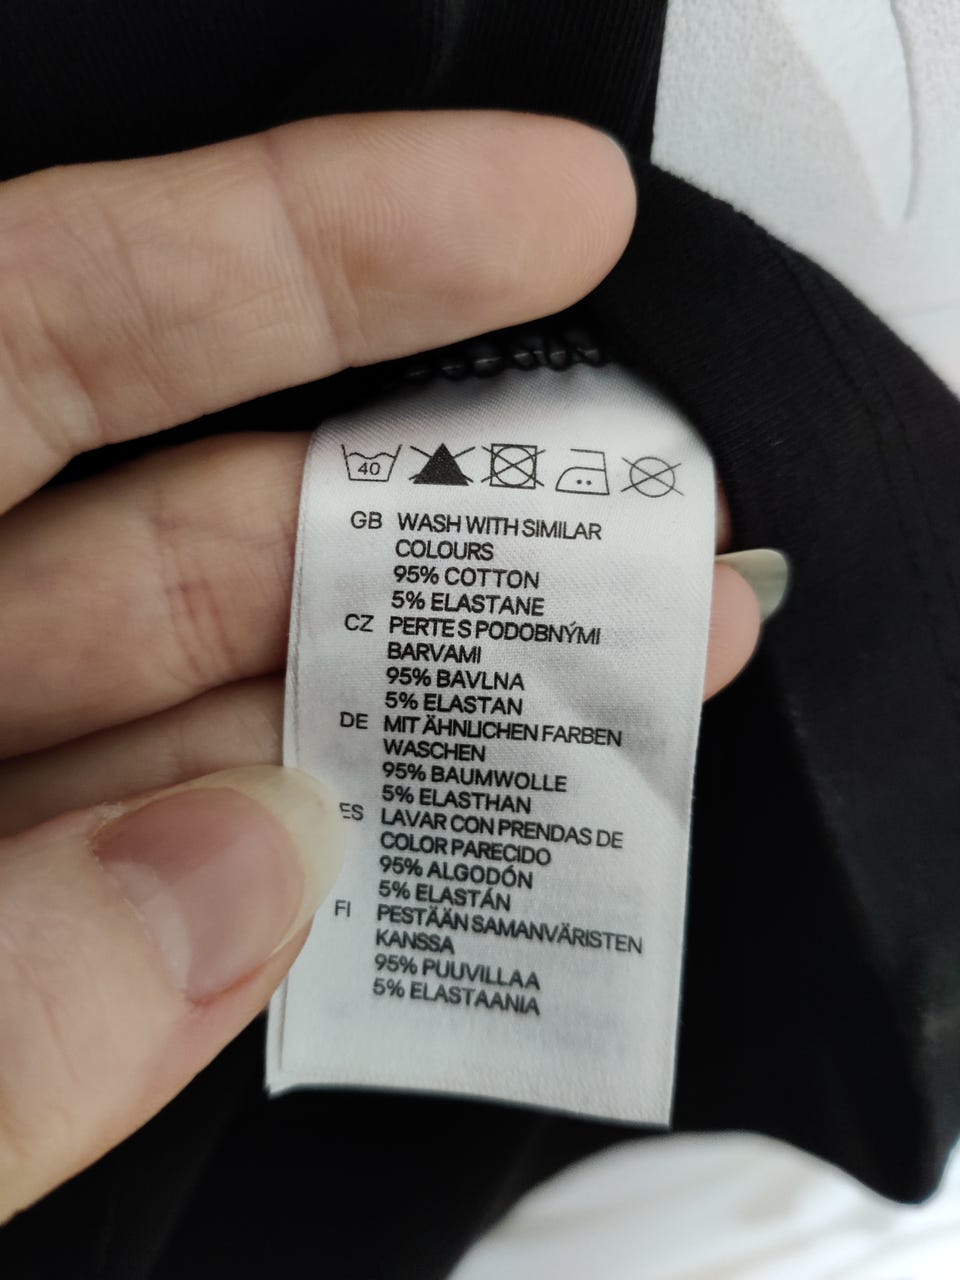 40
GB WASH WITH SIMILAR
COLOURS
95% COTTON
5% ELASTANE
CZ PERTE S PODOBNÝMI
BARVAMI
95% BAVLNA
5% ELASTAN
DE MIT ÄHNLICHEN FARBEN
WASCHEN
95% BAUMWOLLE
5% ELASTHAN
ES LAVAR CON PRENDAS DE
COLOR PARECIDO
95% ALGODÓN
5% ELASTÁN
FI PESTÄÄN SAMANVÄRISTEN
KANSSA
95% PUUVILLAA
5% ELASTAANIA